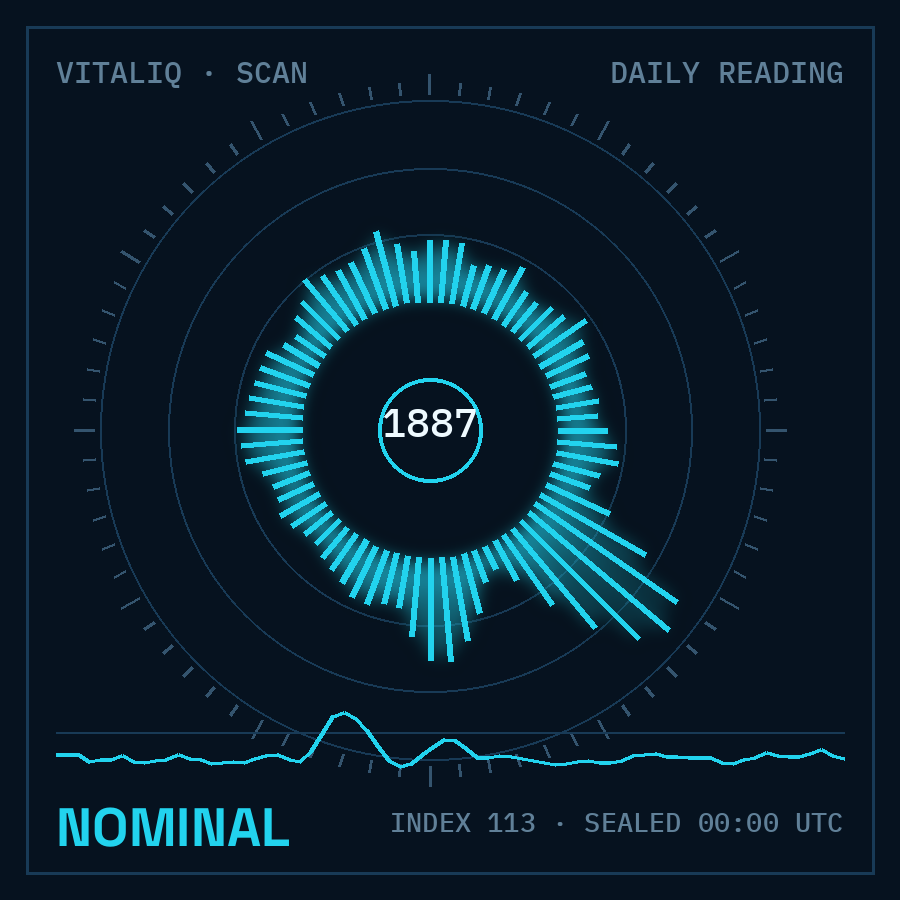 VITALIQ · SCAN
DAILY READING
1887
NOMINAL
INDEX 113 · SEALED 00:00 UTC